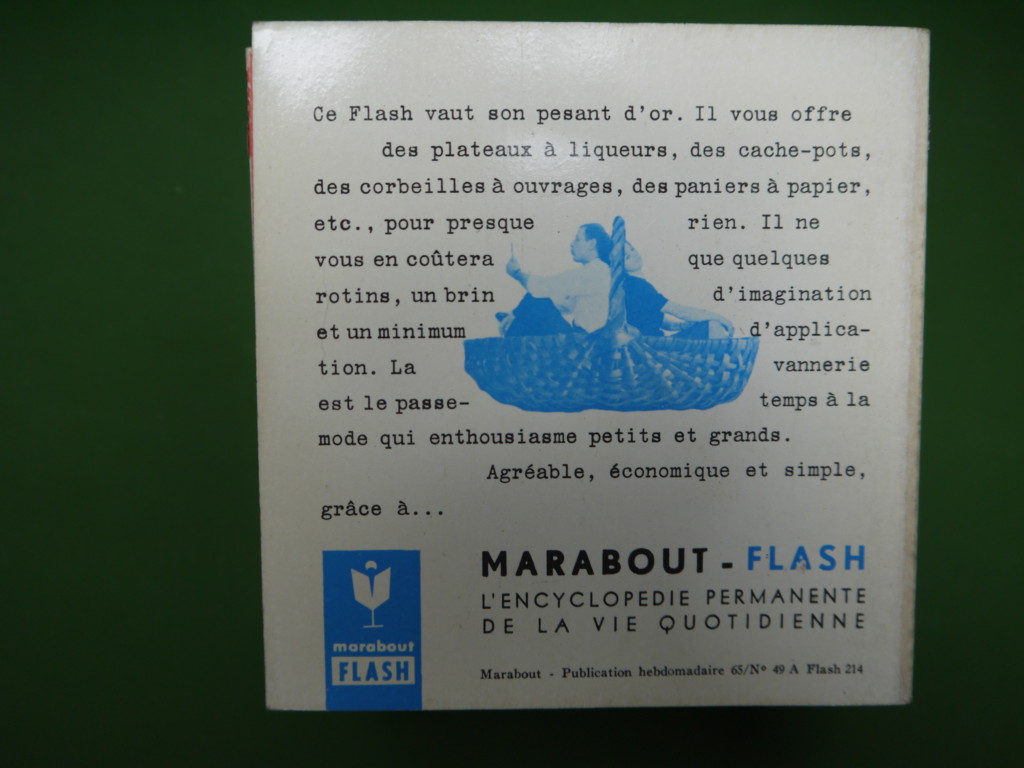 Ce Flash vaut son pesant d'or. Il vous offre
des plateaux à liqueurs, des cache-pots,
des corbeilles à ouvrages, des paniers à papier,
etc., pour presque rien. Il ne
vous en coûtera que quelques
rotins, un brin d'imagination
et un minimum d'applica-
tion. La vannerie
est le passe- temps à la
mode qui enthousiasme petits et grands.
Agréable, économique et simple,
grâce à...
MARABOUT - FLASH
L'ENCYCLOPEDIE PERMANENTE
DE LA VIE QUOTIDIENNE
Marabout - Publication hebdomadaire 65/Nº 49 A Flash 214
marabout
FLASH